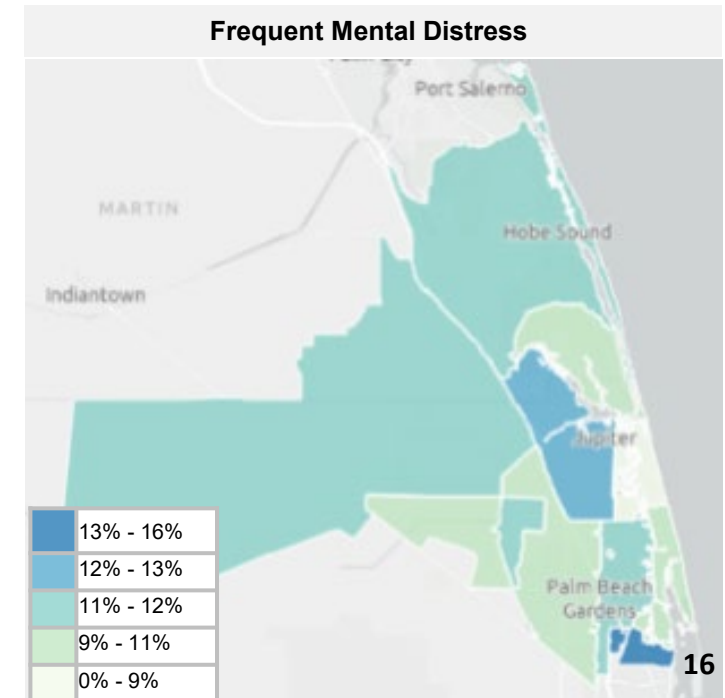 Frequent Mental Distress
Port Salerno
MARTIN
Hobe Sound
Indiantown
Jupiter
13% - 16%
12% - 13%
11% - 12%
9% - 11%
0% - 9%
Palm Beach
Gardens
16